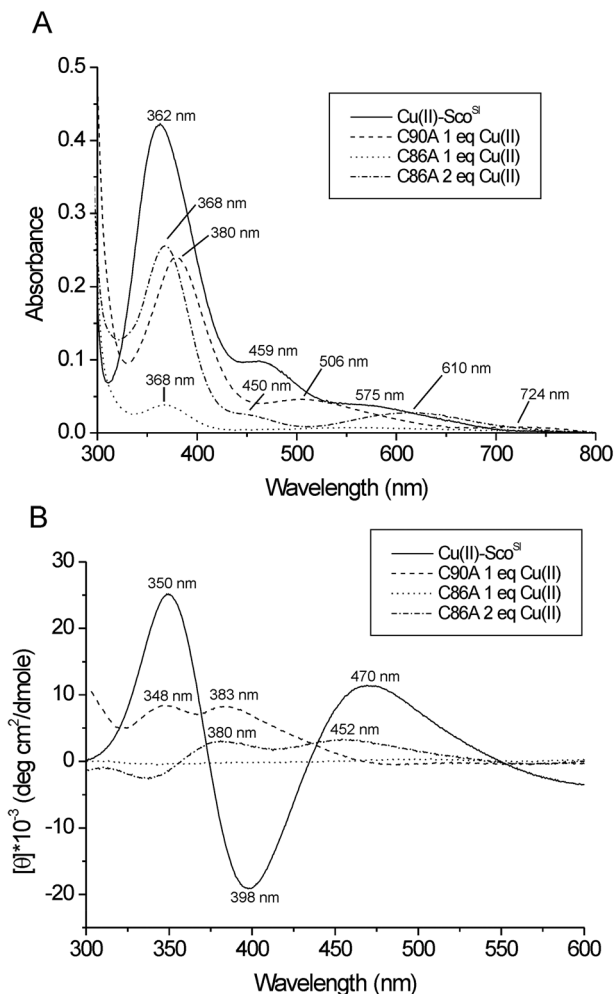 A
0.5
0.4
0.3
0.2
0.1
0.0
Absorbance
362 nm
368 nm
380 nm
459 nm
506 nm
450 nm
368 nm
575 nm
610 nm
724 nm
Cu(II)-Sco^SI
C90A 1 eq Cu(II)
C86A 1 eq Cu(II)
C86A 2 eq Cu(II)
300 400 500 600 700 800
Wavelength (nm)
B
30
20
10
0
-10
-20
[θ]*10^-3 (deg cm^2/dmole)
350 nm
348 nm
383 nm
380 nm
452 nm
470 nm
398 nm
Cu(II)-Sco^SI
C90A 1 eq Cu(II)
C86A 1 eq Cu(II)
C86A 2 eq Cu(II)
300 350 400 450 500 550 600
Wavelength (nm)